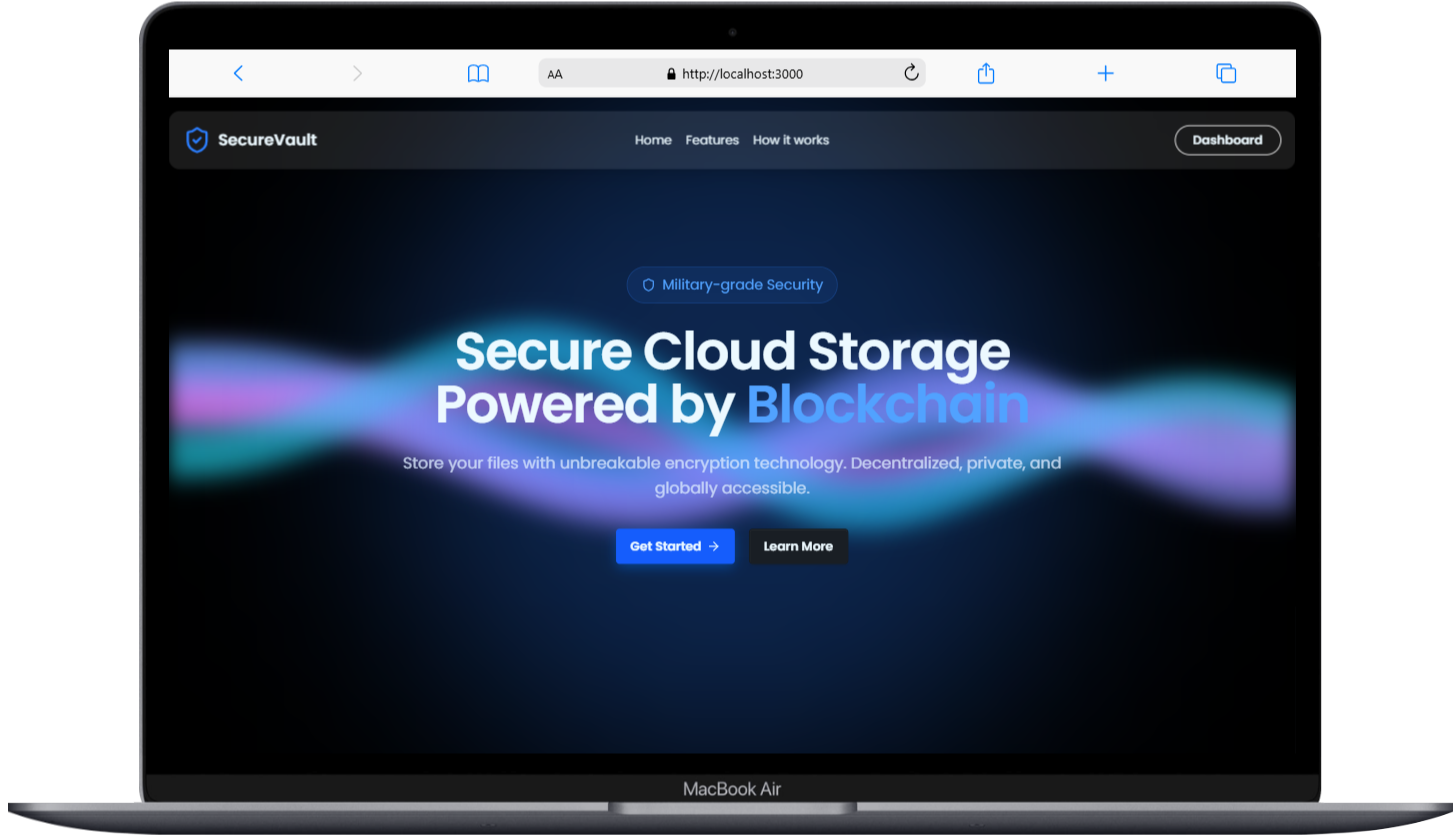 AA
http://localhost:3000
SecureVault
Home Features How it works
Dashboard
Military-grade Security
Secure Cloud Storage
Powered by Blockchain
Store your files with unbreakable encryption technology. Decentralized, private, and
globally accessible.
Get Started →
Learn More
MacBook Air